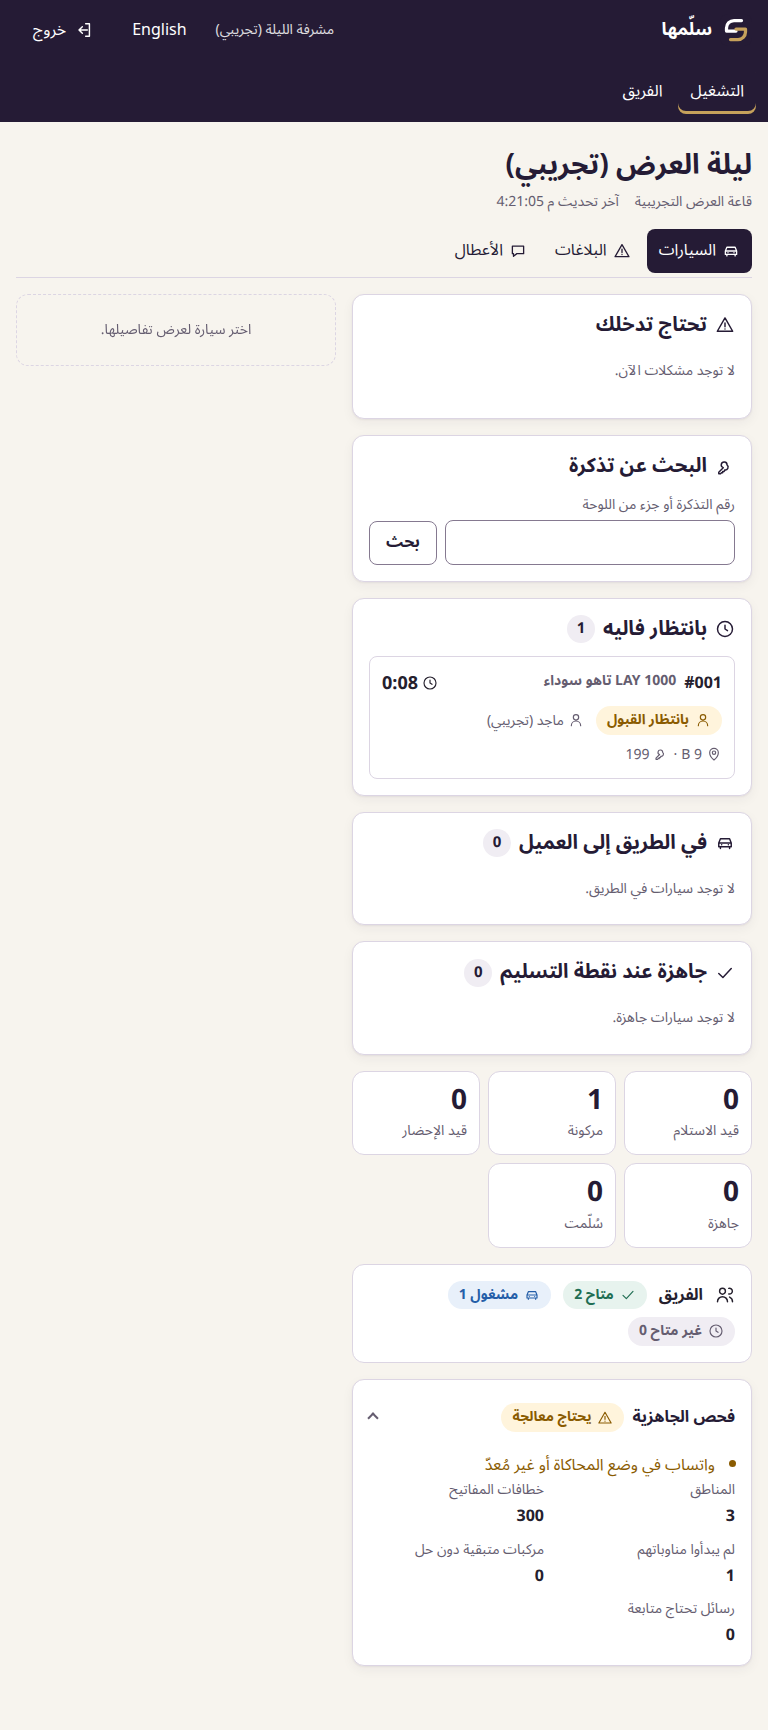 سلّمها
مشرفة الليلة (تجريبي)
English
خروج
التشغيل
الفريق
ليلة العرض (تجريبي)
قاعة العرض التجريبية آخر تحديث م 4:21:05
السيارات
البلاغات
الأعطال
تحتاج تدخلك
لا توجد مشكلات الآن.
اختر سيارة لعرض تفاصيلها.
البحث عن تذكرة
رقم التذكرة أو جزء من اللوحة
بحث
بانتظار فاليه 1
#001 LAY 1000 تاهو سوداء 0:08
بانتظار القبول ماجد (تجريبي)
B 9 · 199
في الطريق إلى العميل 0
لا توجد سيارات في الطريق.
جاهزة عند نقطة التسليم 0
لا توجد سيارات جاهزة.
0 1 0
قيد الاستلام مركونة قيد الإحضار
0 0
جاهزة سُلّمت
الفريق متاح 2 مشغول 1
غير متاح 0
فحص الجاهزية يحتاج معالجة
واتساب في وضع المحاكاة أو غير مُعدّ
المناطق خطافات المفاتيح
3 300
لم يبدأوا مناوباتهم مركبات متبقية دون حل
1 0
رسائل تحتاج متابعة
0